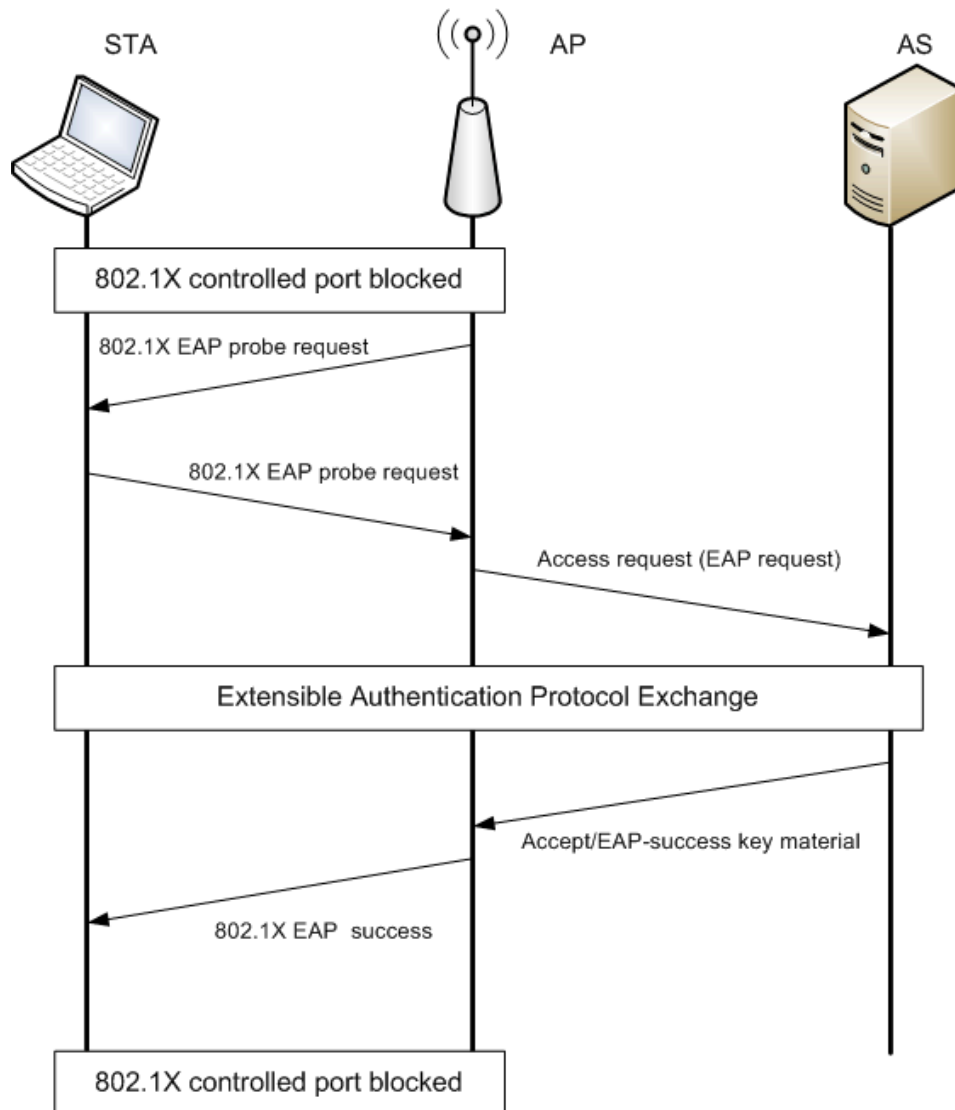 STA
AP
AS
802.1X controlled port blocked
802.1X EAP probe request
802.1X EAP probe request
Access request (EAP request)
Extensible Authentication Protocol Exchange
Accept/EAP-success key material
802.1X EAP success
802.1X controlled port blocked